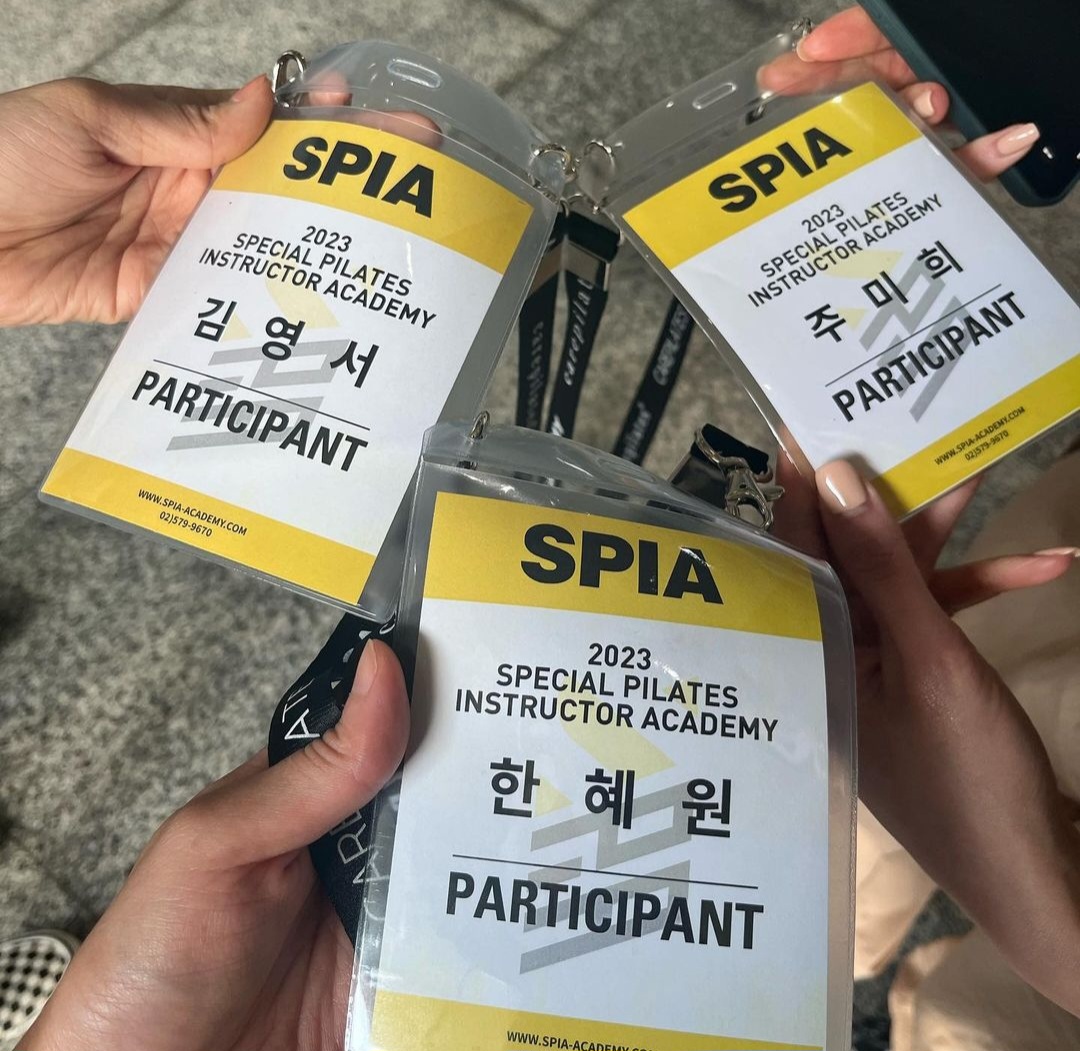 SPIA
2023
SPECIAL PILATES
INSTRUCTOR ACADEMY
김 영 서
PARTICIPANT
WWW.SPIA-ACADEMY.COM
02)579-9670
SPIA
2023
SPECIAL PILATES
INSTRUCTOR ACADEMY
주 미 희
PARTICIPANT
WWW.SPIA-ACADEMY.COM
02)579-9670
SPIA
2023
SPECIAL PILATES
INSTRUCTOR ACADEMY
한 혜 원
PARTICIPANT